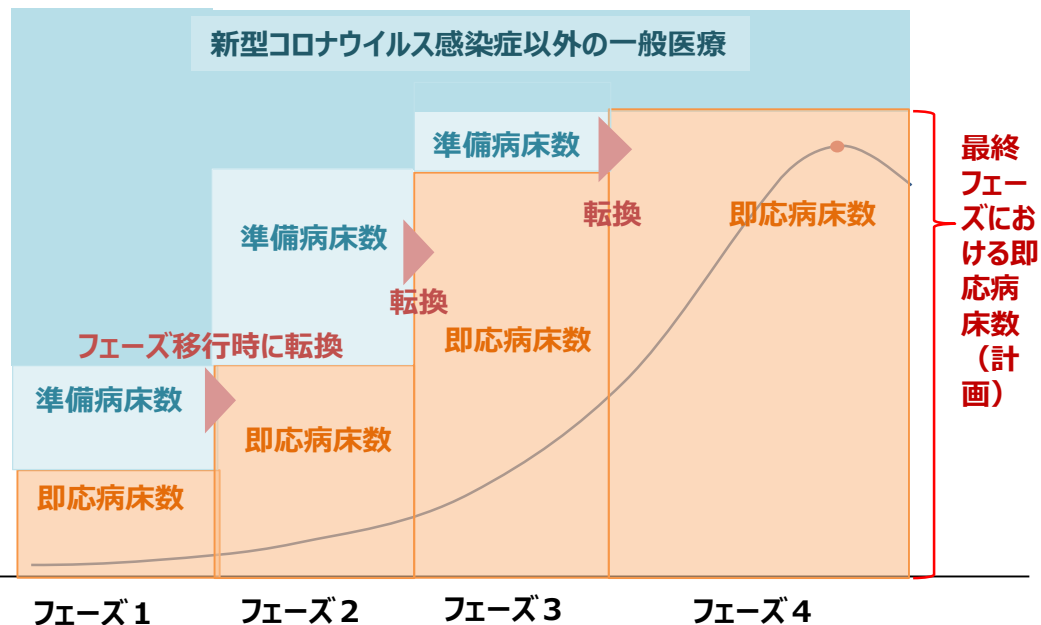 新型コロナウイルス感染症以外の一般医療
準備病床数
転換
即応病床数
最終
フェー
ズにお
ける即
応病
床数
（計
画）
準備病床数
転換
即応病床数
フェーズ移行時に転換
準備病床数
即応病床数
即応病床数
フェーズ１
フェーズ２
フェーズ３
フェーズ４